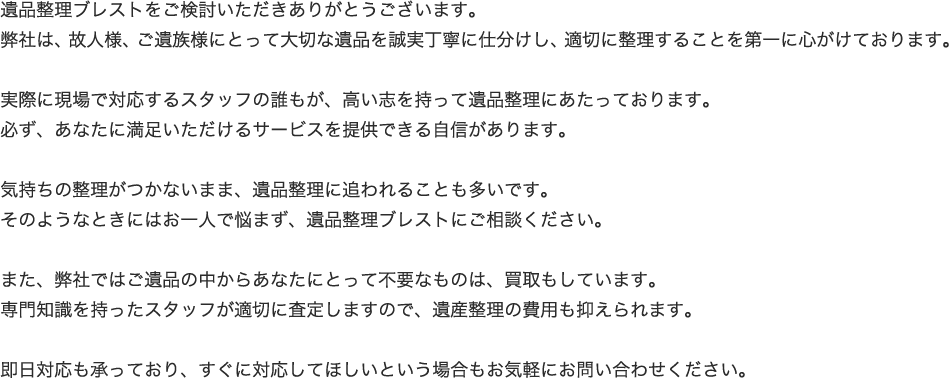 遺品整理ブレストをご検討いただきありがとうございます。
弊社は、故人様、ご遺族様にとって大切な遺品を誠実丁寧に仕分けし、適切に整理することを第一に心がけております。
実際に現場で対応するスタッフの誰もが、高い志を持って遺品整理にあたっております。
必ず、あなたに満足いただけるサービスを提供できる自信があります。
気持ちの整理がつかないまま、遺品整理に追われることも多いです。
そのようなときにはお一人で悩まず、遺品整理ブレストにご相談ください。
また、弊社ではご遺品の中からあなたにとって不要なものは、買取もしています。
専門知識を持ったスタッフが適切に査定しますので、遺産整理の費用も抑えられます。
即日対応も承っており、すぐに対応してほしいという場合もお気軽にお問い合わせください。